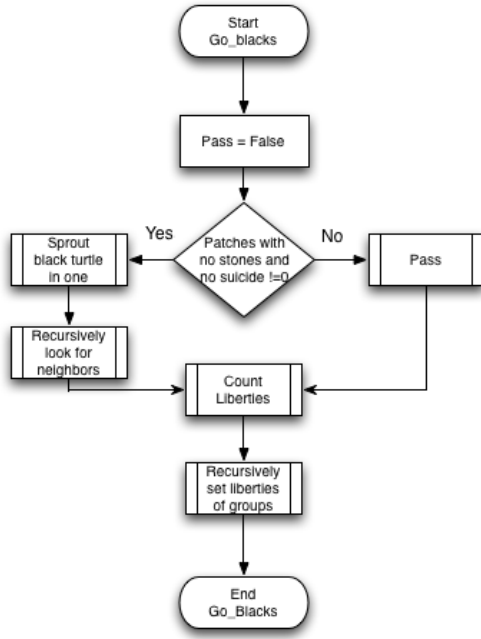 Start
Go_blacks
Pass = False
Patches with
no stones and
no suicide !=0
Yes
No
Sprout
black turtle
in one
Pass
Recursively
look for
neighbors
Count
Liberties
Recursively
set liberties
of groups
End
Go_Blacks